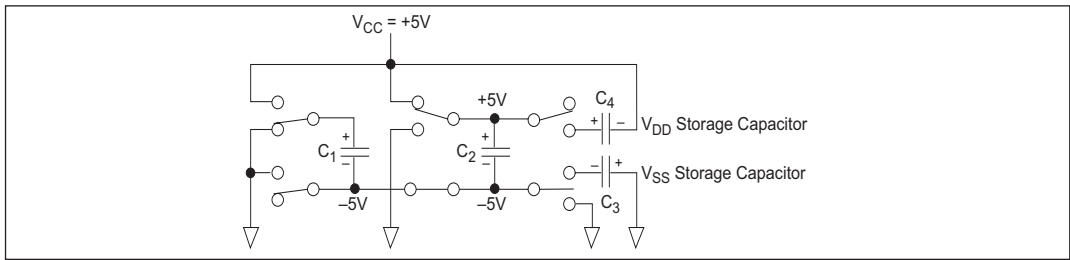 V_CC = +5V
+5V
C_4
+ –
V_DD Storage Capacitor
+
C_1
–
+
C_2
–
– +
V_SS Storage Capacitor
–5V
–5V
C_3